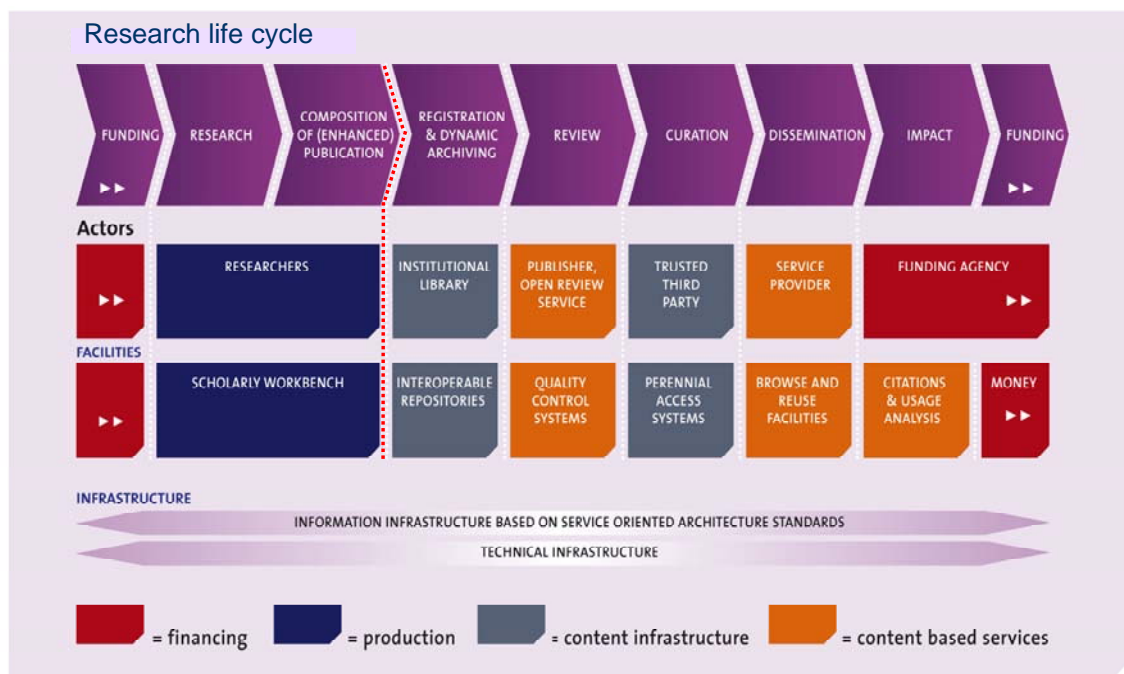 Research life cycle
FUNDING
RESEARCH
COMPOSITION
OF (ENHANCED)
PUBLICATION
REGISTRATION
& DYNAMIC
ARCHIVING
REVIEW
CURATION
DISSEMINATION
IMPACT
FUNDING
Actors
RESEARCHERS
INSTITUTIONAL
LIBRARY
PUBLISHER,
OPEN REVIEW
SERVICE
TRUSTED
THIRD
PARTY
SERVICE
PROVIDER
FUNDING AGENCY
FACILITIES
SCHOLARLY WORKBENCH
INTEROPERABLE
REPOSITORIES
QUALITY
CONTROL
SYSTEMS
PERENNIAL
ACCESS
SYSTEMS
BROWSE AND
REUSE
FACILITIES
CITATIONS
& USAGE
ANALYSIS
MONEY
INFRASTRUCTURE
INFORMATION INFRASTRUCTURE BASED ON SERVICE ORIENTED ARCHITECTURE STANDARDS
TECHNICAL INFRASTRUCTURE
= financing
= production
= content infrastructure
= content based services